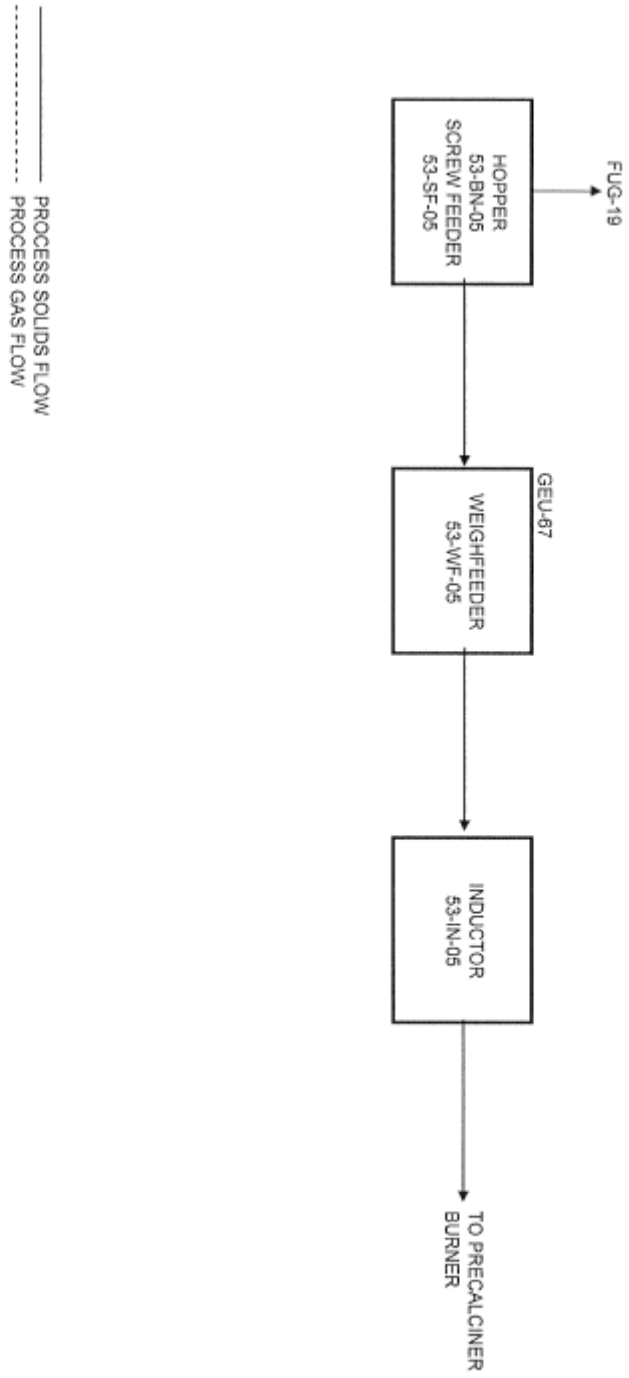 FUG-19
HOPPER
53-BN-05
SCREW FEEDER
53-SF-05
GEU-67
WEIGHFEEDER
53-WF-05
INDUCTOR
53-IN-05
TO PRECALCINER
BURNER
PROCESS SOLIDS FLOW
PROCESS GAS FLOW